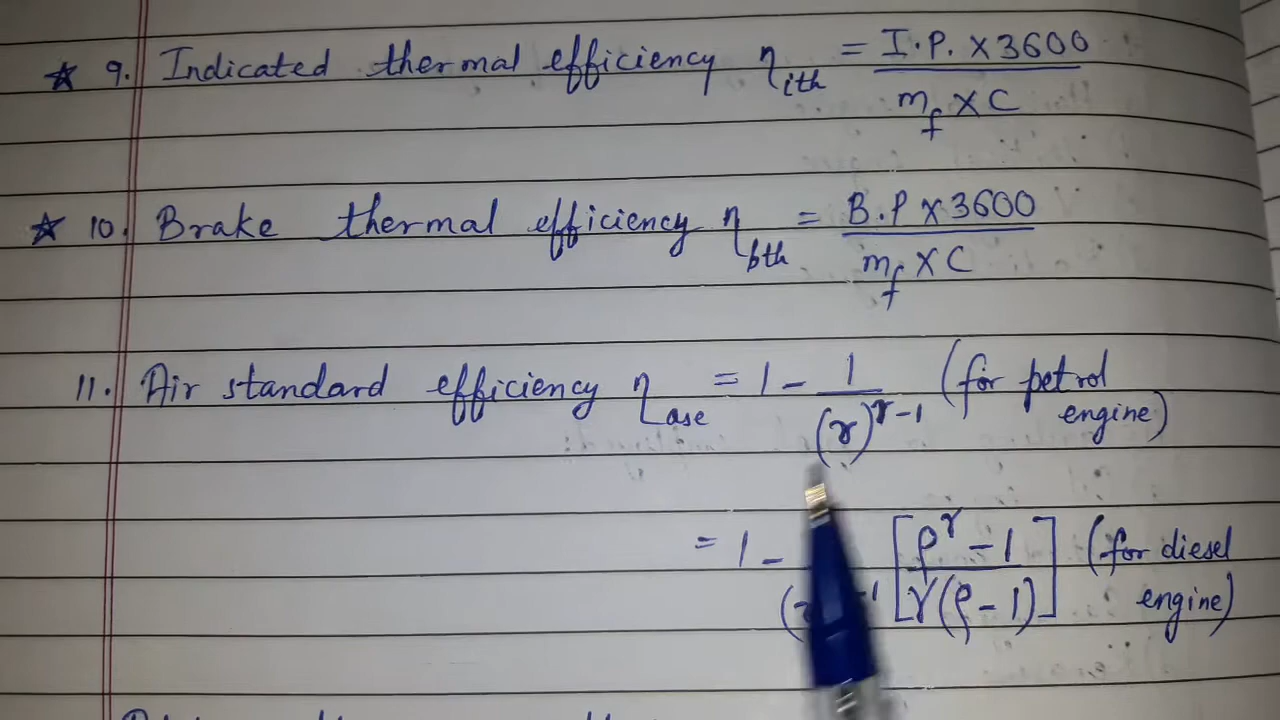 ☆ 9. Indicated thermal efficiency η_ith = I.P. X 3600 / m_f X C
☆ 10. Brake thermal efficiency η_bth = B.P X 3600 / m_f X C
11. Air standard efficiency η_ase = 1 - 1 / (r)^γ-1 (for petrol
engine)
= 1 - [ρ^γ - 1 / γ(ρ - 1)] (for diesel
engine)